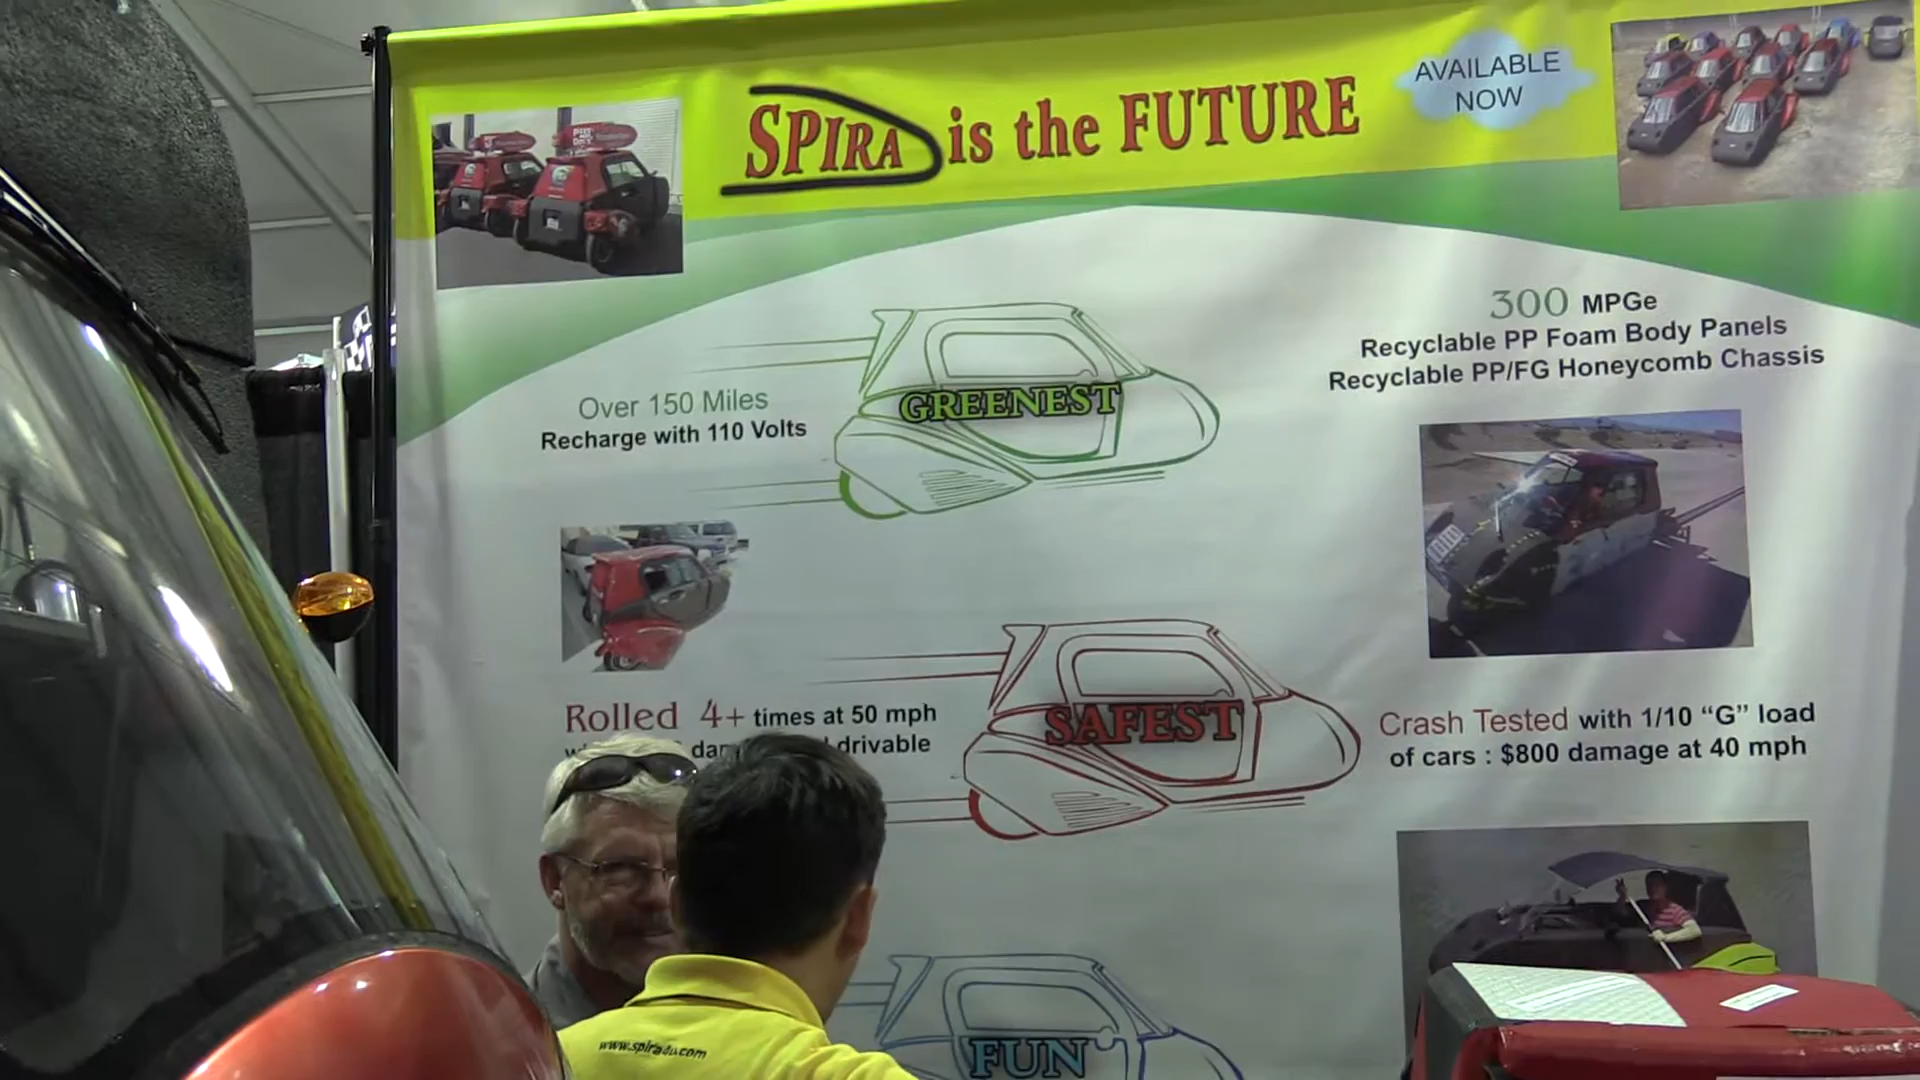 SPIRA is the FUTURE
AVAILABLE
NOW
300 MPGe
Recyclable PP Foam Body Panels
Recyclable PP/FG Honeycomb Chassis
Over 150 Miles
Recharge with 110 Volts
GREENEST
Rolled 4+ times at 50 mph
drivable
SAFEST
Crash Tested with 1/10 “G” load
of cars : $800 damage at 40 mph
FUN
www.spira4u.com